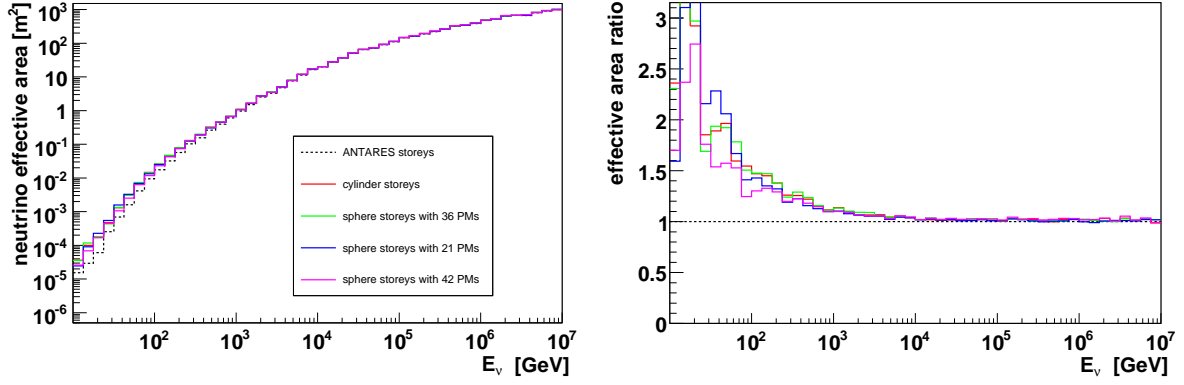 neutrino effective area [m²]
10³
10²
10
1
10⁻¹
10⁻²
10⁻³
10⁻⁴
10⁻⁵
10⁻⁶
ANTARES storeys
cylinder storeys
sphere storeys with 36 PMs
sphere storeys with 21 PMs
sphere storeys with 42 PMs
10² 10³ 10⁴ 10⁵ 10⁶ 10⁷
Eν [GeV]
effective area ratio
3
2.5
2
1.5
1
0.5
0
10² 10³ 10⁴ 10⁵ 10⁶ 10⁷
Eν [GeV]